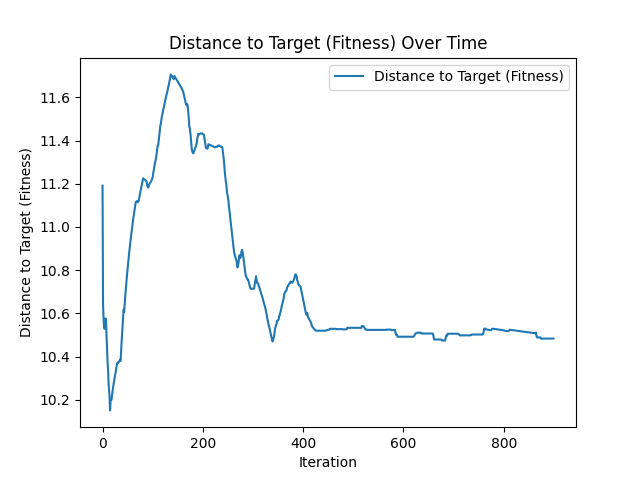 Distance to Target (Fitness) Over Time
Distance to Target (Fitness)
Distance to Target (Fitness)
11.6
11.4
11.2
11.0
10.8
10.6
10.4
10.2
0 200 400 600 800
Iteration